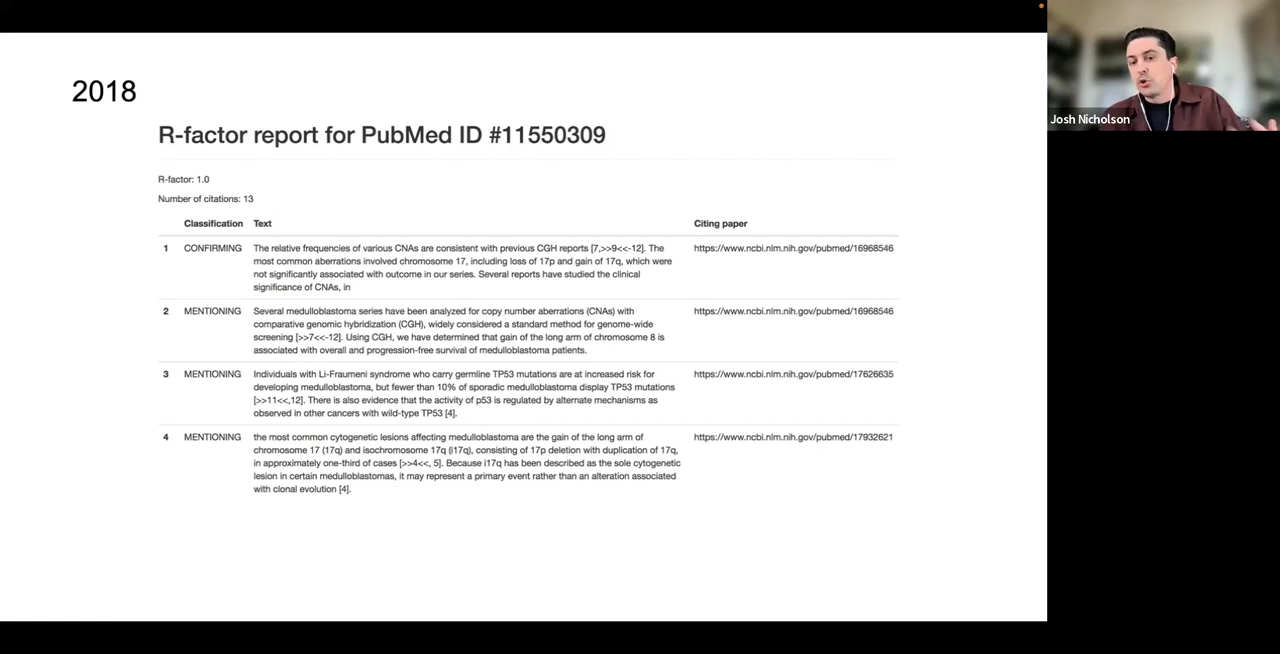 2018
R-factor report for PubMed ID #11550309
R-factor: 1.0
Number of citations: 13
Classification Text Citing paper
1 CONFIRMING The relative frequencies of various CNAs are consistent with previous CGH reports [7,>>9<<-12]. The https://www.ncbi.nlm.nih.gov/pubmed/16968546
most common aberrations involved chromosome 17, including loss of 17p and gain of 17q, which were
not significantly associated with outcome in our series. Several reports have studied the clinical
significance of CNAs, in
2 MENTIONING Several medulloblastoma series have been analyzed for copy number aberrations (CNAs) with https://www.ncbi.nlm.nih.gov/pubmed/16968546
comparative genomic hybridization (CGH), widely considered a standard method for genome-wide
screening [>>7<<-12]. Using CGH, we have determined that gain of the long arm of chromosome 8 is
associated with overall and progression-free survival of medulloblastoma patients.
3 MENTIONING Individuals with Li-Fraumeni syndrome who carry germline TP53 mutations are at increased risk for https://www.ncbi.nlm.nih.gov/pubmed/17626635
developing medulloblastoma, but fewer than 10% of sporadic medulloblastoma display TP53 mutations
[>>11<<,12]. There is also evidence that the activity of p53 is regulated by alternate mechanisms as
observed in other cancers with wild-type TP53 [4].
4 MENTIONING the most common cytogenetic lesions affecting medulloblastoma are the gain of the long arm of https://www.ncbi.nlm.nih.gov/pubmed/17932621
chromosome 17 (17q) and isochromosome 17q (i17q), consisting of 17p deletion with duplication of 17q,
in approximately one-third of cases [>>4<<, 5]. Because i17q has been described as the sole cytogenetic
lesion in certain medulloblastomas, it may represent a primary event rather than an alteration associated
with clonal evolution [4].
Josh Nicholson